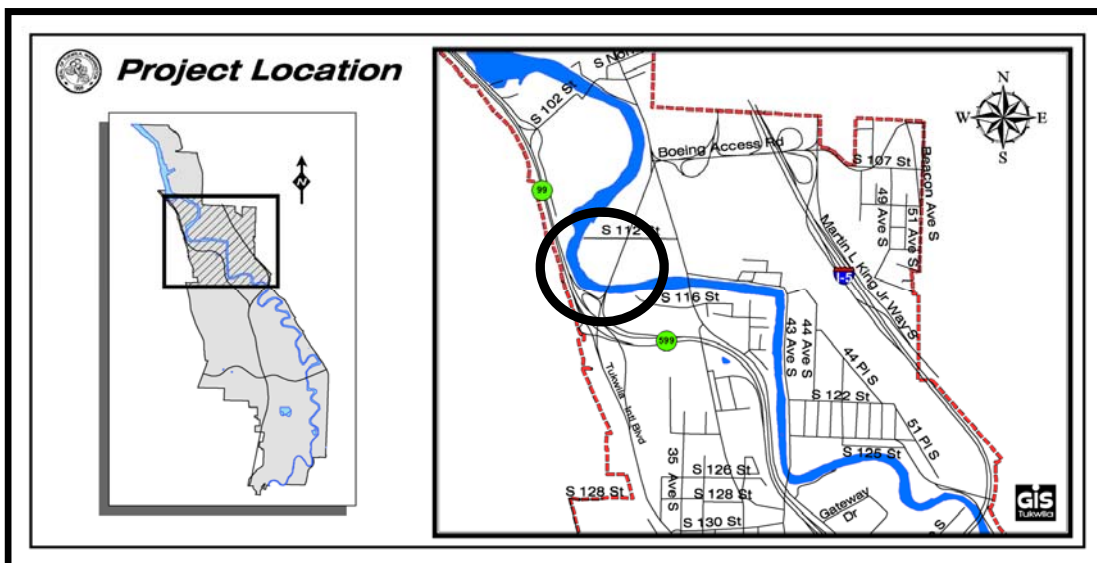 Project Location
N
S Nor
S 102 St
N
W
E
S
Boeing Access Rd
S 107 St
Beacon Ave S
99
49 Ave S
51 Ave S
S 112 St
Martin L King Jr Way S
I-5
S 116 St
599
44 Ave S
43 Ave S
44 Pl S
Tukwila Intl Blvd
S 122 St
51 Pl S
S 125 St
35 Ave S
S 126 St
S 128 St
S 128 St
Gateway
Dr
S 130 St
S
GIS
Tukwila